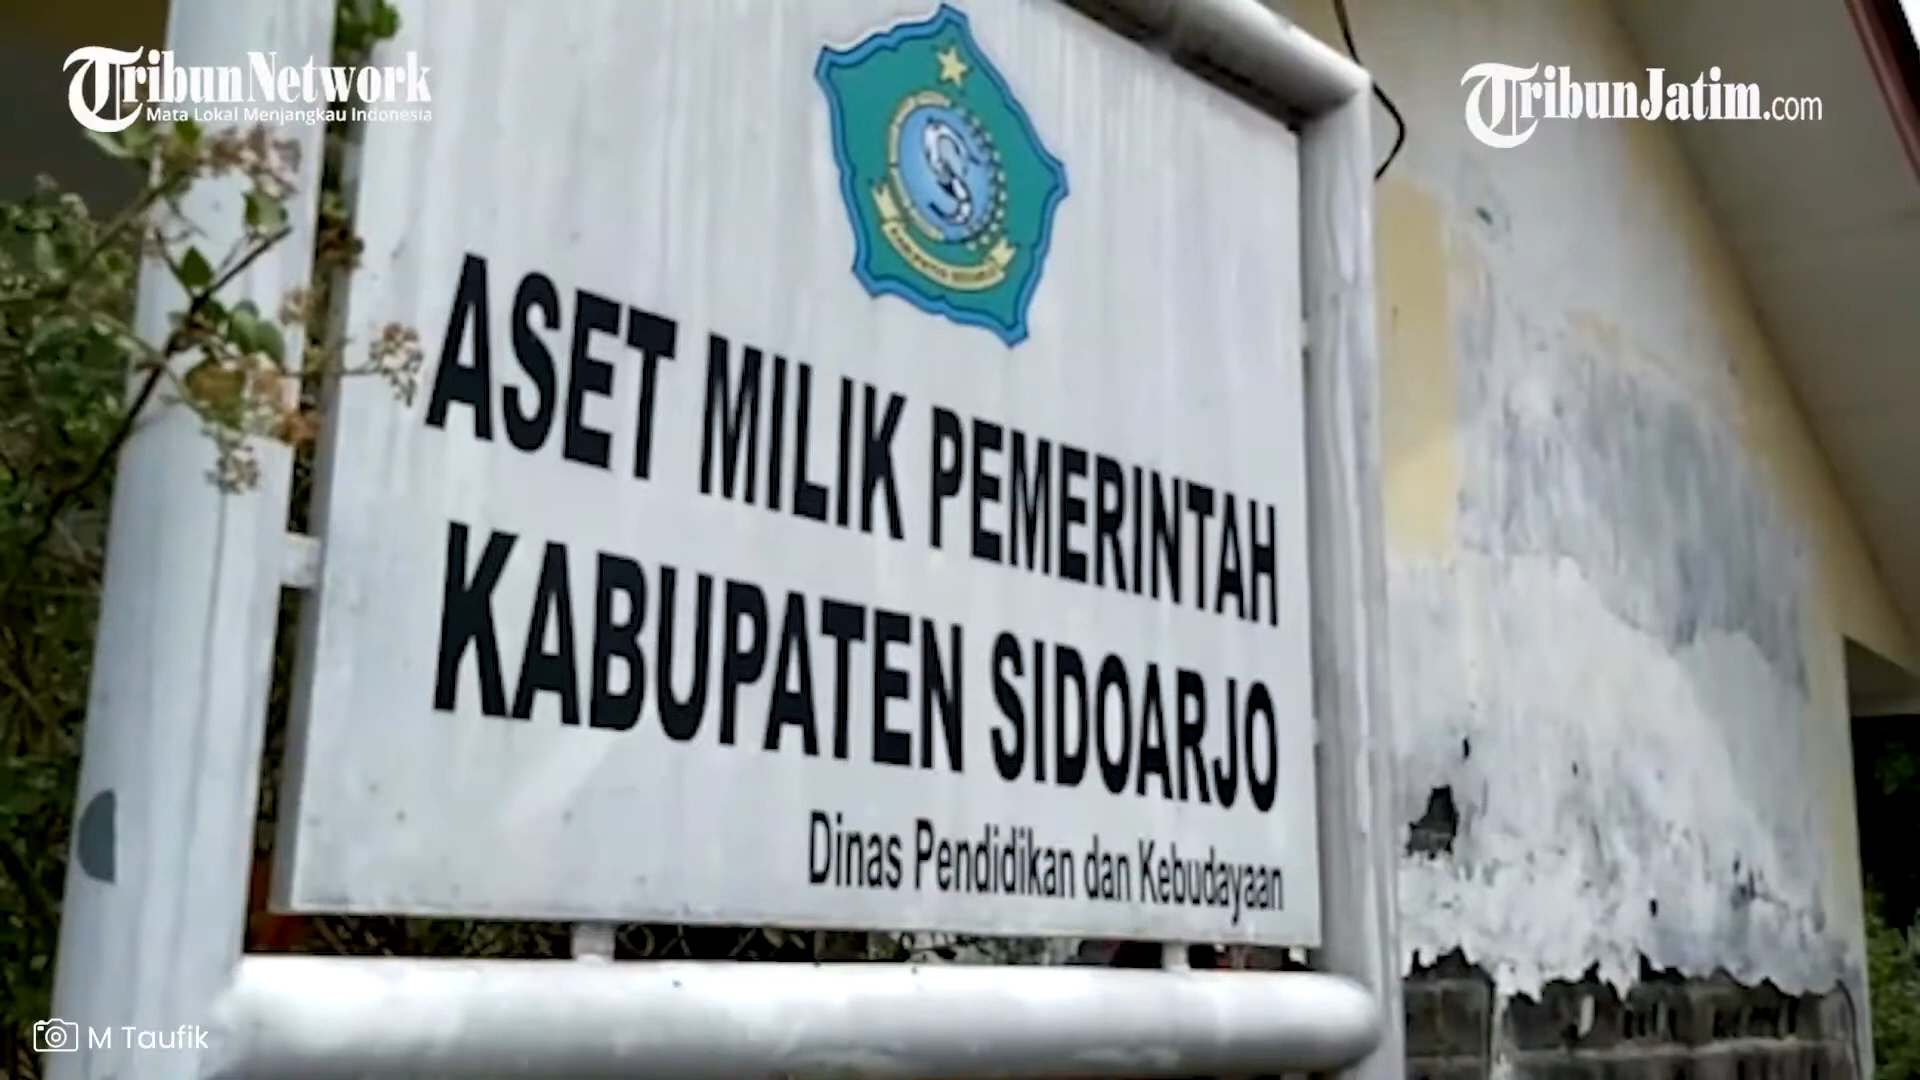 TribunNetwork
Mata Lokal Menjangkau Indonesia
TribunJatim.com
ASET MILIK PEMERINTAH
KABUPATEN SIDOARJO
Dinas Pendidikan dan Kebudayaan
M Taufik